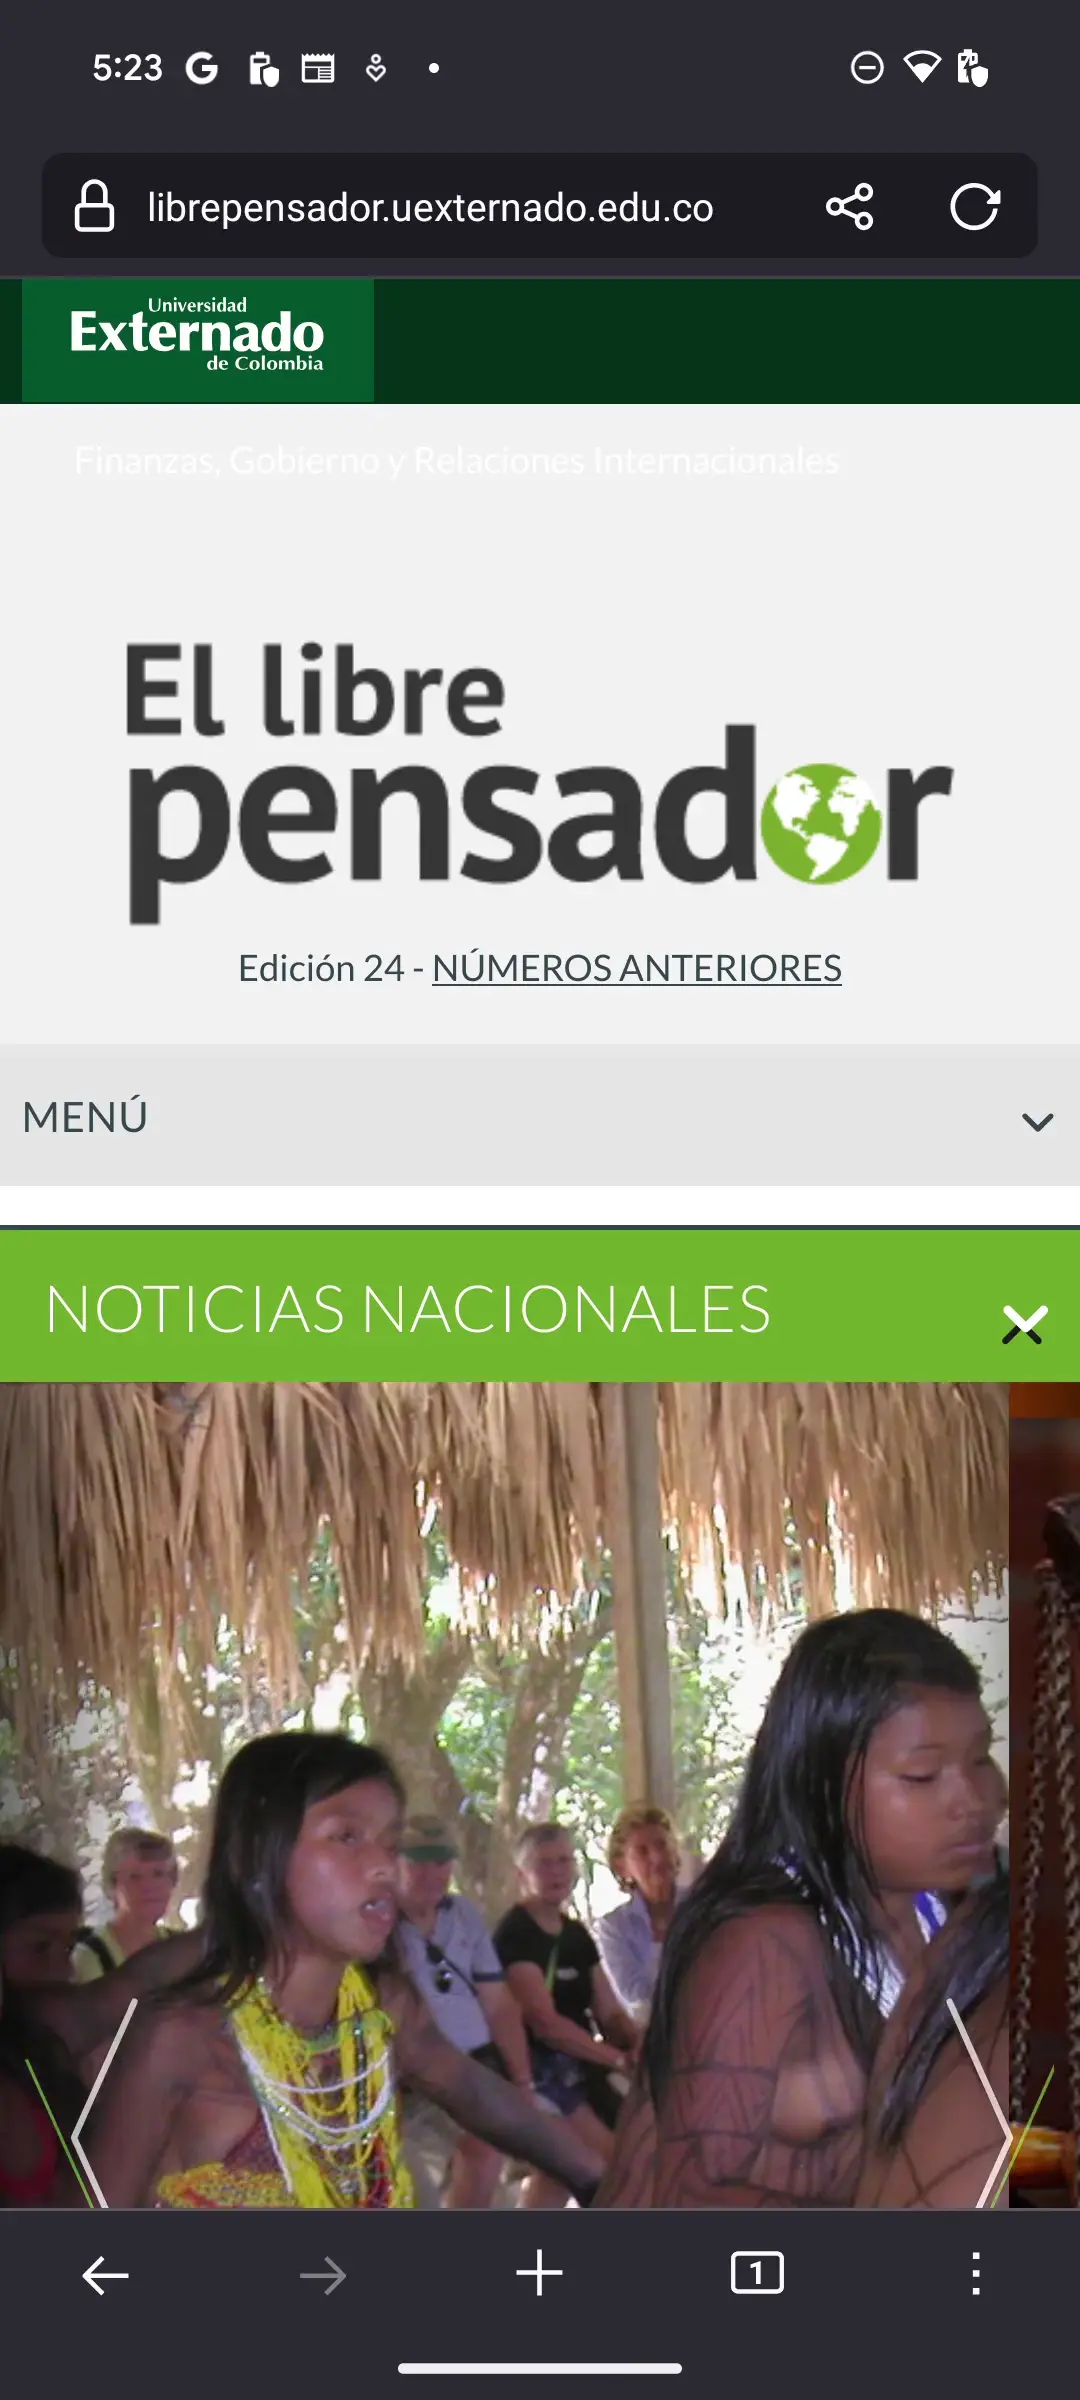 5:23
librepensador.uexternado.edu.co
Universidad
Externado
de Colombia
Finanzas, Gobierno y Relaciones Internacionales
El libre
pensador
Edición 24 - NÚMEROS ANTERIORES
MENÚ
NOTICIAS NACIONALES
1